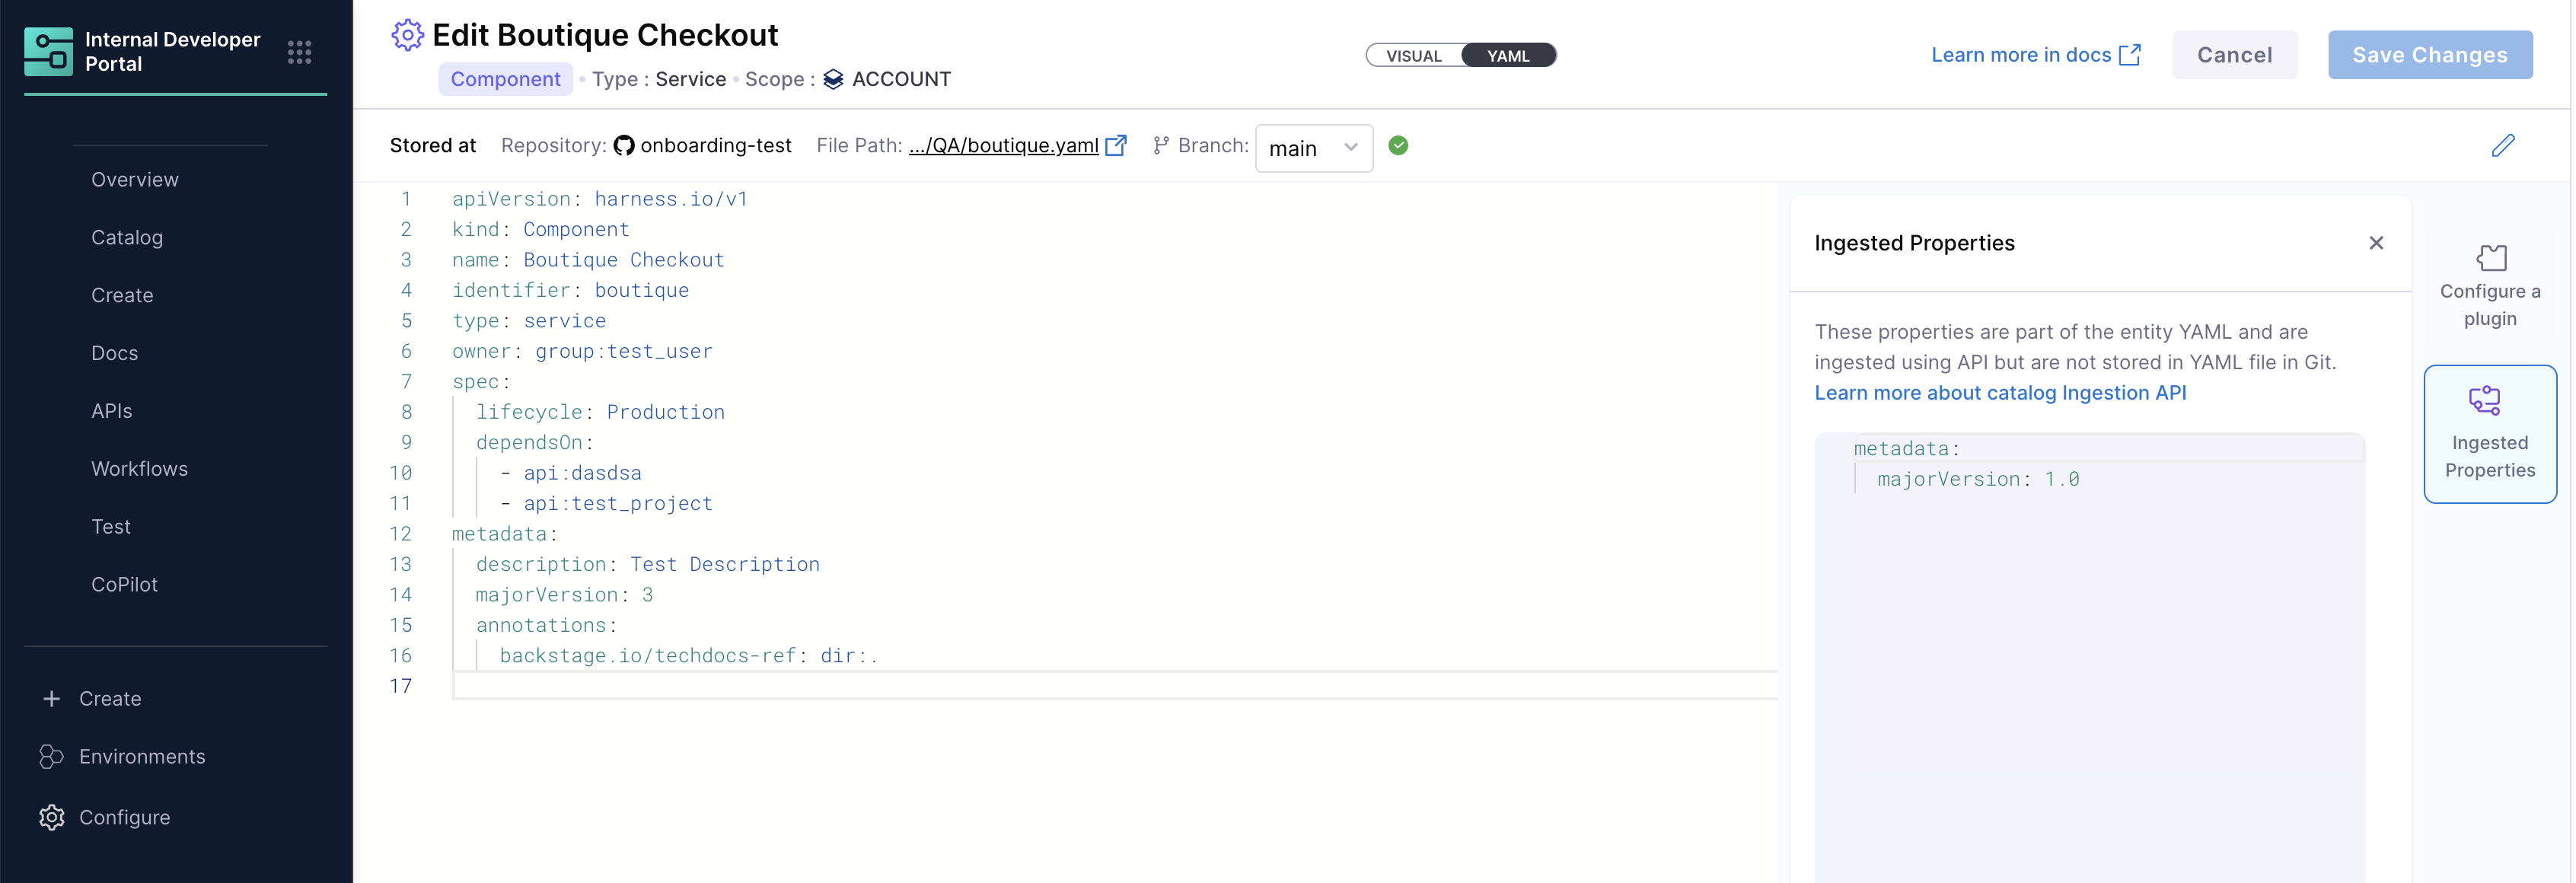 Internal Developer
Portal
Overview
Catalog
Create
Docs
APIs
Workflows
Test
CoPilot
Create
Environments
Configure
Edit Boutique Checkout
Component • Type : Service • Scope : ACCOUNT
VISUAL YAML
Learn more in docs
Cancel
Save Changes
Stored at Repository: onboarding-test File Path: .../QA/boutique.yaml Branch: main
1 apiVersion: harness.io/v1
2 kind: Component
3 name: Boutique Checkout
4 identifier: boutique
5 type: service
6 owner: group:test_user
7 spec:
8 lifecycle: Production
9 dependsOn:
10 - api:dasdsa
11 - api:test_project
12 metadata:
13 description: Test Description
14 majorVersion: 3
15 annotations:
16 backstage.io/techdocs-ref: dir:.
17
Ingested Properties
These properties are part of the entity YAML and are
ingested using API but are not stored in YAML file in Git.
Learn more about catalog Ingestion API
metadata:
majorVersion: 1.0
Configure a
plugin
Ingested
Properties